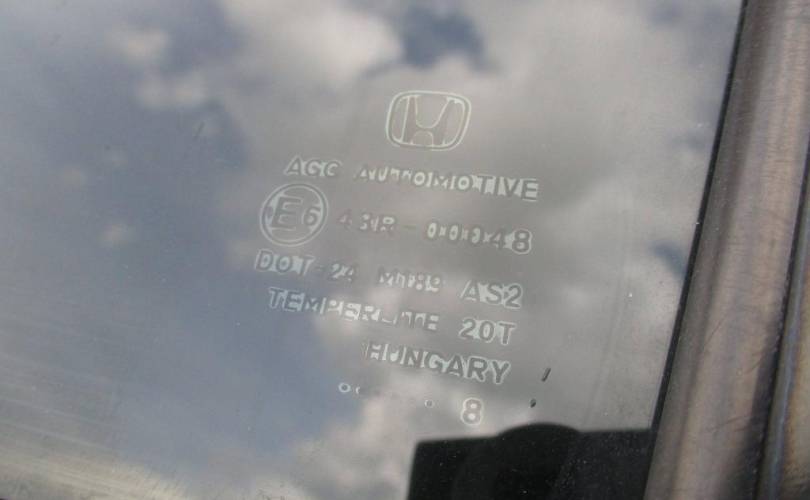 AGC AUTOMOTIVE
E6 43R-00048
DOT-24 M189 AS2
TEMPERLITE 20T
HUNGARY
8